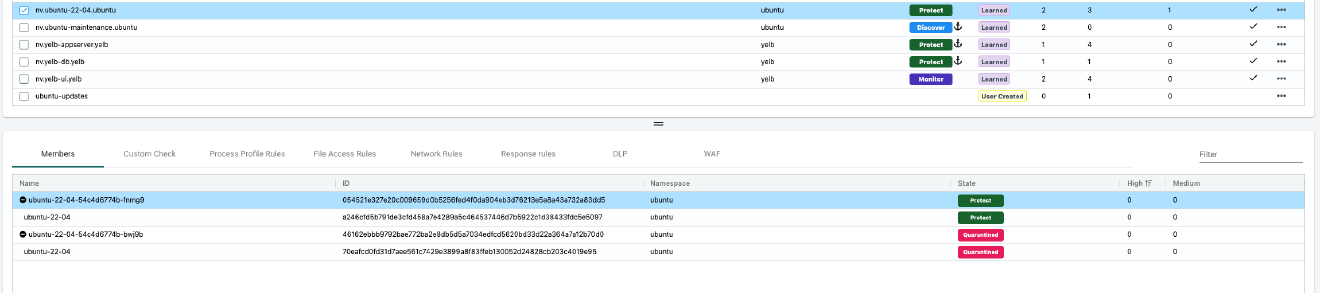 nv.ubuntu-22-04.ubuntu ubuntu Protect Learned 2 3 1
nv.ubuntu-maintenance.ubuntu ubuntu Discover Learned 2 0 0
nv.yelb-appserver.yelb yelb Protect Learned 1 4 0
nv.yelb-db.yelb yelb Protect Learned 1 1 0
nv.yelb-ui.yelb yelb Monitor Learned 2 4 0
ubuntu-updates User Created 0 1 0
Members Custom Check Process Profile Rules File Access Rules Network Rules Response rules DLP WAF Filter
Name ID Namespace State High Medium
ubuntu-22-04-54c4d6774b-fnmg9 054521e327e20c009659d0b5256fed4f0da904eb3d76213e5a8a43a732a83dd5 ubuntu Protect 0 0
ubuntu-22-04 a246cfd5b791de3cfd458a7e4289a5c464537446d7b5922c1d38433fdc5e5097 ubuntu Protect 0 0
ubuntu-22-04-54c4d6774b-bwj9b 46162ebbb9792bae772ba2e8db5d5a7034edfcd5620bd33d22a364a7a12b70d0 ubuntu Quarantined 0 0
ubuntu-22-04 70eafcd0fd31d7aee561c7429e3899a8f83ffeb130052d24828cb203c4019e95 ubuntu Quarantined 0 0